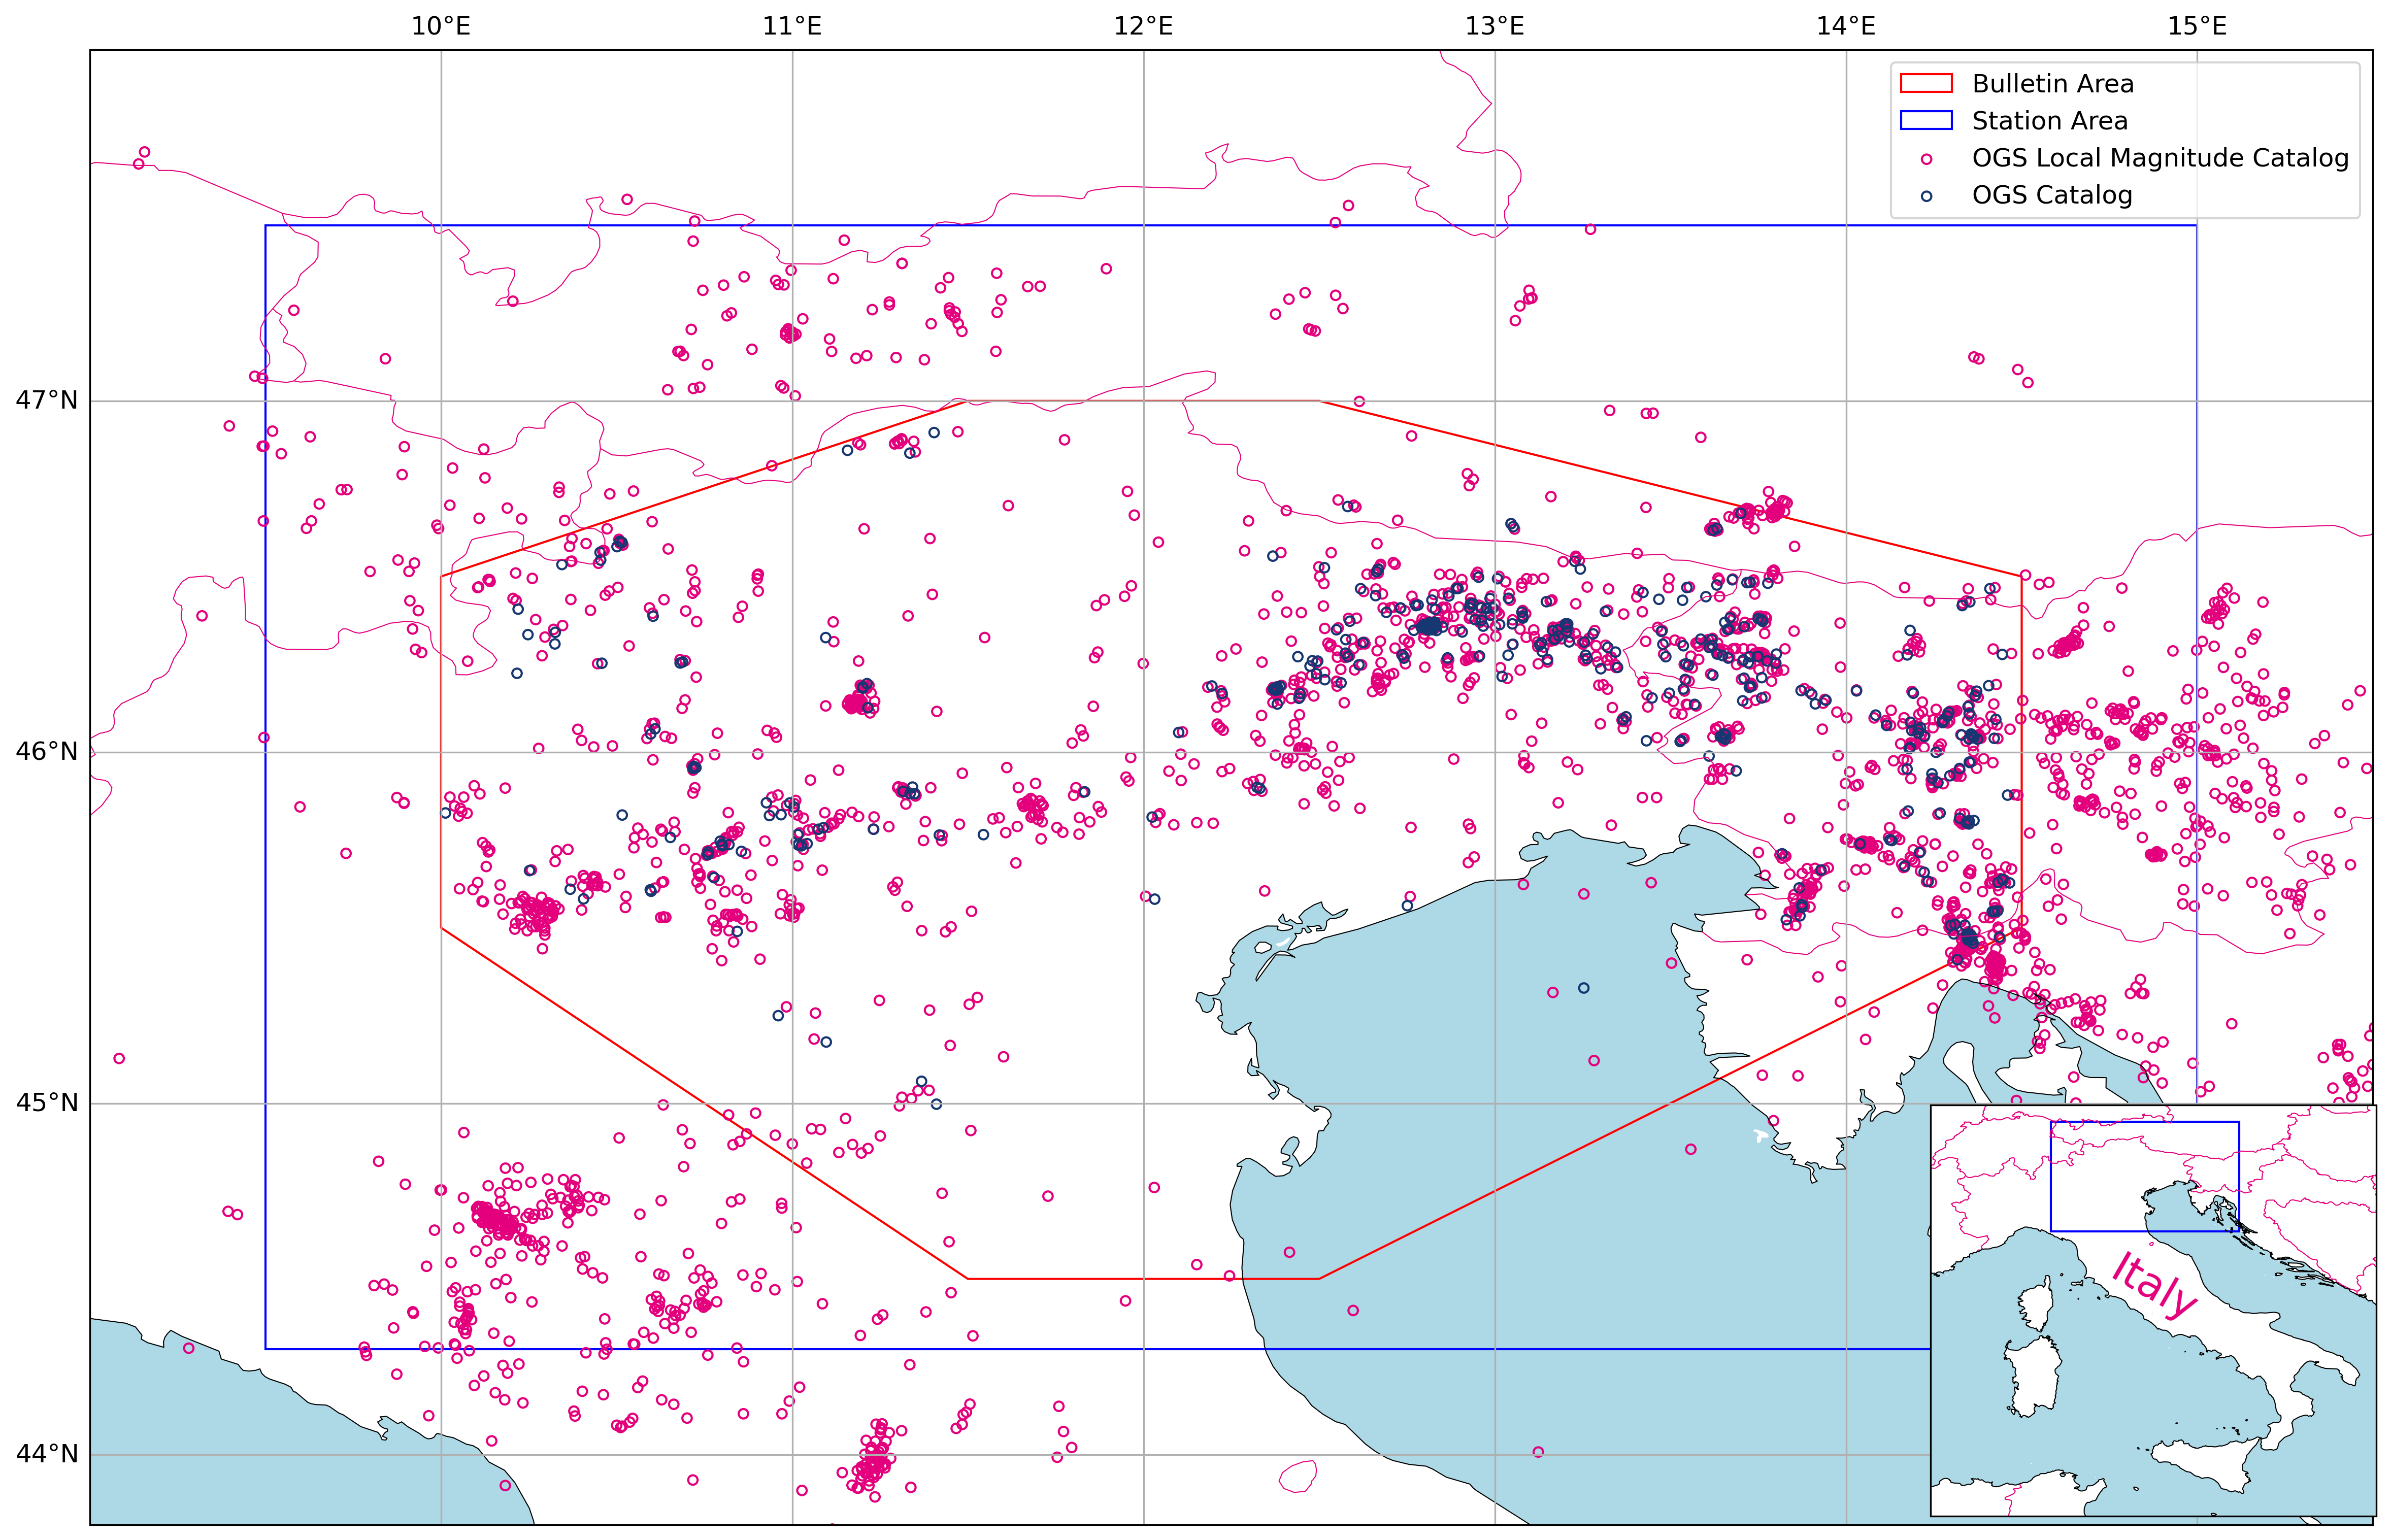 10°E
11°E
12°E
13°E
14°E
15°E
Bulletin Area
Station Area
OGS Local Magnitude Catalog
OGS Catalog
47°N
46°N
45°N
44°N
Italy